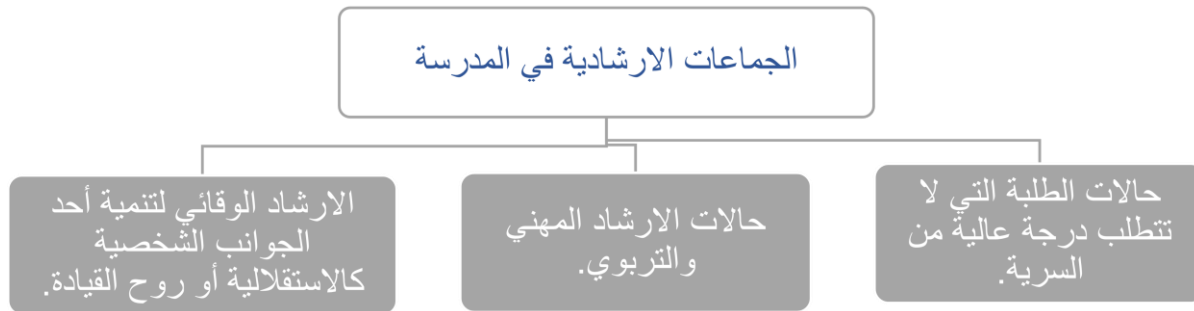 الجماعات الارشادية في المدرسة
حالات الطلبة التي لا
تتطلب درجة عالية من
السرية.
حالات الارشاد المهني
والتربوي.
الارشاد الوقائي لتنمية أحد
الجوانب الشخصية
كالاستقلالية أو روح القيادة.